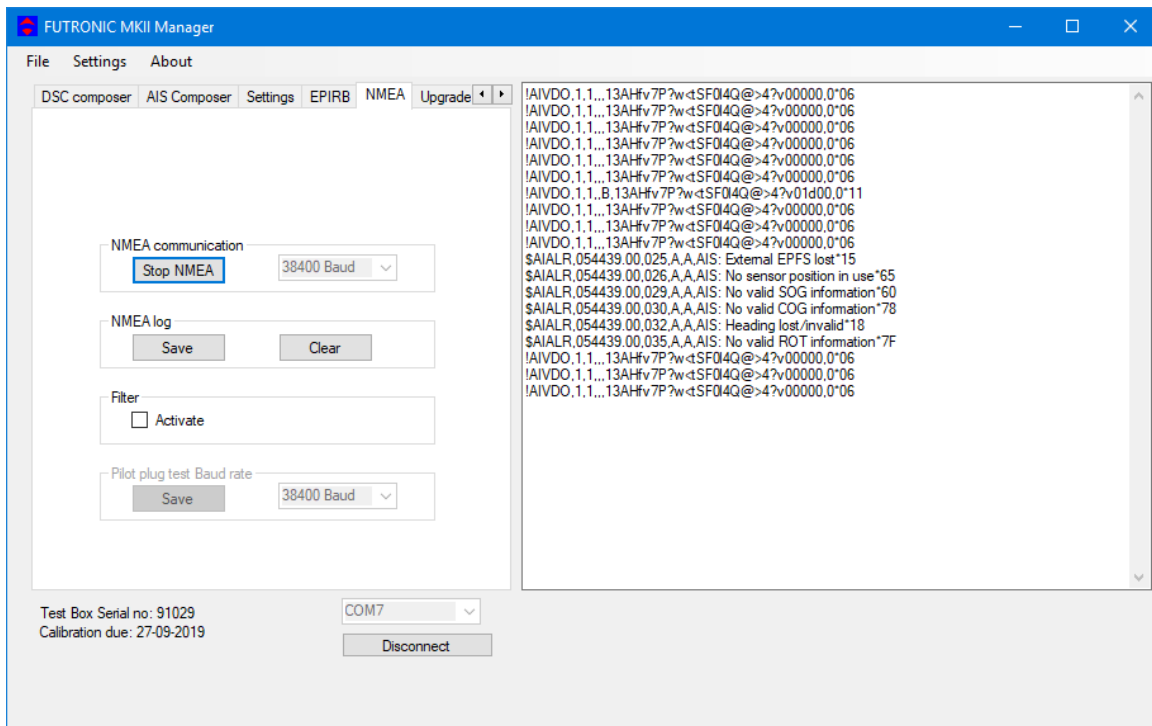 FUTRONIC MKII Manager
File Settings About
DSC composer AIS Composer Settings EPIRB NMEA Upgrade
NMEA communication
Stop NMEA 38400 Baud
NMEA log
Save Clear
Filter
Activate
Pilot plug test Baud rate
Save 38400 Baud
!AIVDO,1,1,,,13AHfv7P?w<tSF0l4Q@>4?v00000,0*06
!AIVDO,1,1,,,13AHfv7P?w<tSF0l4Q@>4?v00000,0*06
!AIVDO,1,1,,,13AHfv7P?w<tSF0l4Q@>4?v00000,0*06
!AIVDO,1,1,,,13AHfv7P?w<tSF0l4Q@>4?v00000,0*06
!AIVDO,1,1,,,13AHfv7P?w<tSF0l4Q@>4?v00000,0*06
!AIVDO,1,1,,,13AHfv7P?w<tSF0l4Q@>4?v00000,0*06
!AIVDO,1,1,,B,13AHfv7P?w<tSF0l4Q@>4?v01d00,0*11
!AIVDO,1,1,,,13AHfv7P?w<tSF0l4Q@>4?v00000,0*06
!AIVDO,1,1,,,13AHfv7P?w<tSF0l4Q@>4?v00000,0*06
!AIVDO,1,1,,,13AHfv7P?w<tSF0l4Q@>4?v00000,0*06
$AIALR,054439.00,025,A,A,AIS: External EPFS lost*15
$AIALR,054439.00,026,A,A,AIS: No sensor position in use*65
$AIALR,054439.00,029,A,A,AIS: No valid SOG information*60
$AIALR,054439.00,030,A,A,AIS: No valid COG information*78
$AIALR,054439.00,032,A,A,AIS: Heading lost/invalid*18
$AIALR,054439.00,035,A,A,AIS: No valid ROT information*7F
!AIVDO,1,1,,,13AHfv7P?w<tSF0l4Q@>4?v00000,0*06
!AIVDO,1,1,,,13AHfv7P?w<tSF0l4Q@>4?v00000,0*06
!AIVDO,1,1,,,13AHfv7P?w<tSF0l4Q@>4?v00000,0*06
Test Box Serial no: 91029
Calibration due: 27-09-2019
COM7
Disconnect